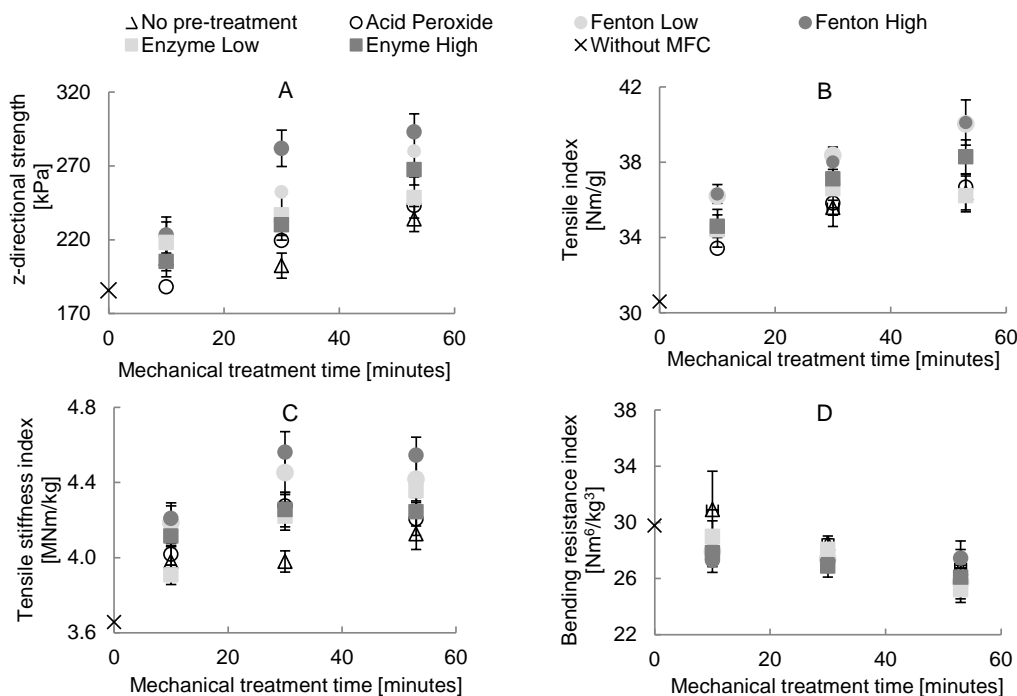 No pre-treatment Acid Peroxide Fenton Low Fenton High
Enzyme Low Enyme High Without MFC
A
z-directional strength
[kPa]
320
270
220
170
0 20 40 60
Mechanical treatment time [minutes]
B
Tensile index
[Nm/g]
42
38
34
30
0 20 40 60
Mechanical treatment time [minutes]
C
Tensile stiffness index
[MNm/kg]
4.8
4.4
4.0
3.6
0 20 40 60
Mechanical treatment time [minutes]
D
Bending resistance index
[Nm⁶/kg³]
38
34
30
26
22
0 20 40 60
Mechanical treatment time [minutes]